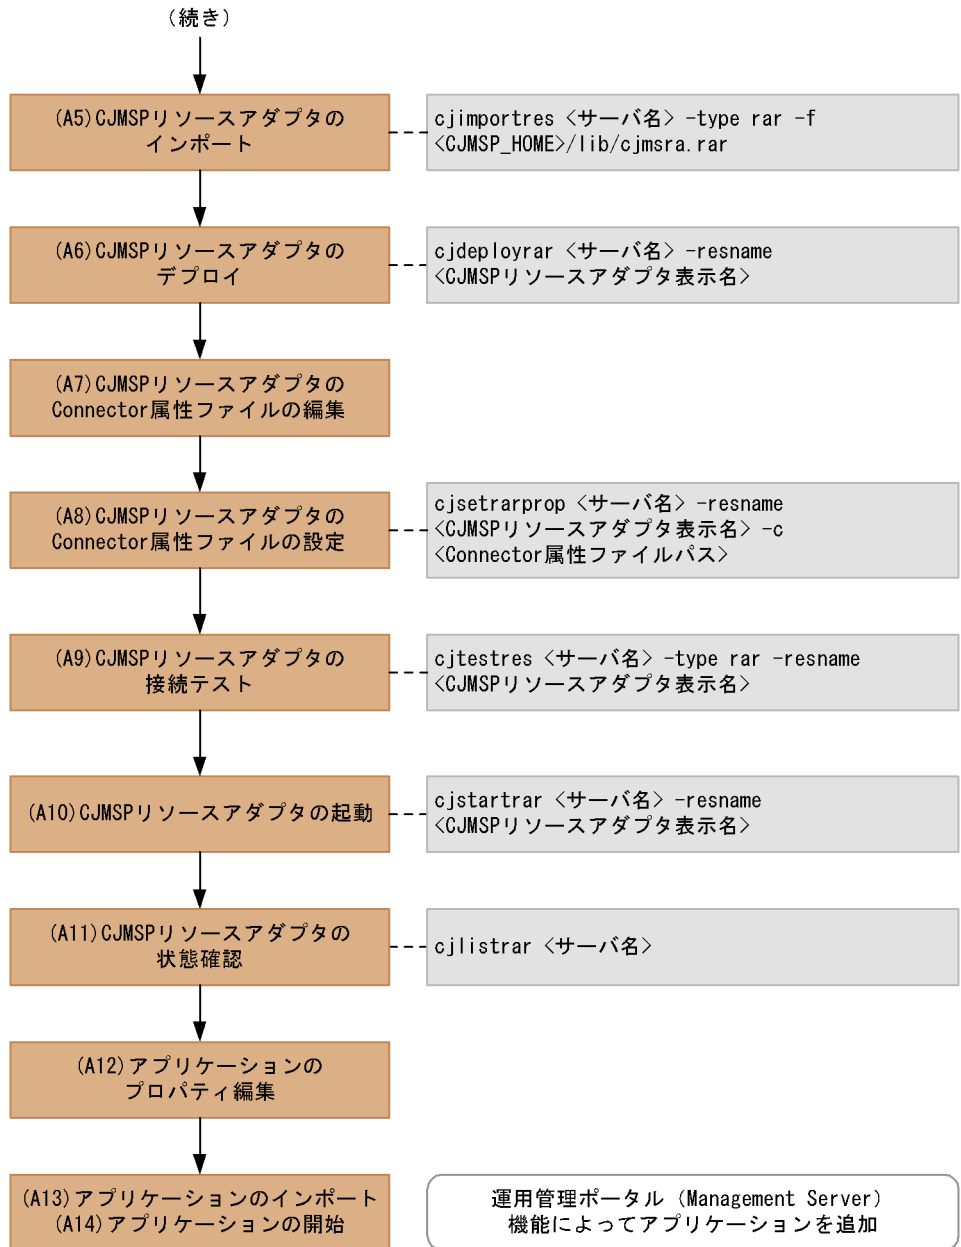 (続き)
(A5)CJMSPリソースアダプタの
インポート
cjimportres <サーバ名> -type rar -f
<CJMSP_HOME>/lib/cjmsra.rar
(A6)CJMSPリソースアダプタの
デプロイ
cjdeployrar <サーバ名> -resname
<CJMSPリソースアダプタ表示名>
(A7)CJMSPリソースアダプタの
Connector属性ファイルの編集
(A8)CJMSPリソースアダプタの
Connector属性ファイルの設定
cjsetrarprop <サーバ名> -resname
<CJMSPリソースアダプタ表示名> -c
<Connector属性ファイルパス>
(A9)CJMSPリソースアダプタの
接続テスト
cjtestres <サーバ名> -type rar -resname
<CJMSPリソースアダプタ表示名>
(A10)CJMSPリソースアダプタの起動
cjstartrar <サーバ名> -resname
<CJMSPリソースアダプタ表示名>
(A11)CJMSPリソースアダプタの
状態確認
cjlistrar <サーバ名>
(A12)アプリケーションの
プロパティ編集
(A13)アプリケーションのインポート
(A14)アプリケーションの開始
運用管理ポータル (Management Server)
機能によってアプリケーションを追加